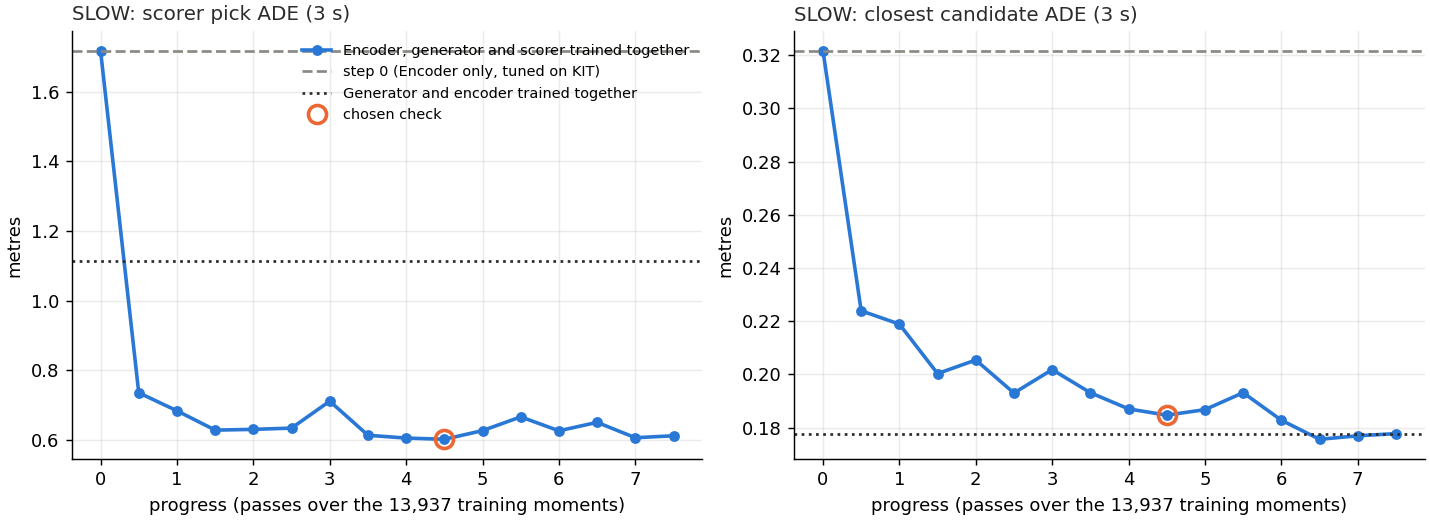 SLOW: scorer pick ADE (3 s)
Encoder, generator and scorer trained together
step 0 (Encoder only, tuned on KIT)
Generator and encoder trained together
chosen check
metres
1.6
1.4
1.2
1.0
0.8
0.6
0 1 2 3 4 5 6 7
progress (passes over the 13,937 training moments)
SLOW: closest candidate ADE (3 s)
metres
0.32
0.30
0.28
0.26
0.24
0.22
0.20
0.18
0 1 2 3 4 5 6 7
progress (passes over the 13,937 training moments)